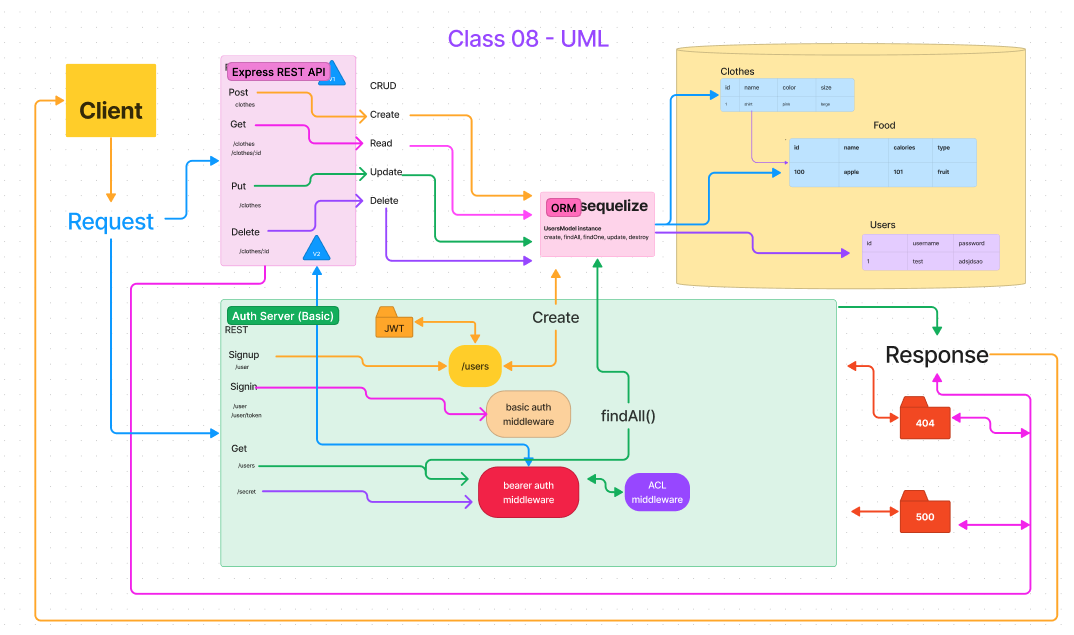 Class 08 - UML
Client
Request
Express REST API
V1
Post
/clothes
Get
/clothes
/clothes/:id
Put
/clothes
Delete
/clothes/:id
V2
CRUD
Create
Read
Update
Delete
ORM
sequelize
UsersModel instance
create, findAll, findOne, update, destroy
Clothes
id name color size
1 shirt pink large
Food
id name calories type
100 apple 101 fruit
Users
id username password
1 test adsjdsao
Auth Server (Basic)
REST
Signup
/user
Signin
/user
/user/token
Get
/users
/secret
JWT
/users
basic auth
middleware
bearer auth
middleware
ACL
middleware
Create
findAll()
Response
404
500